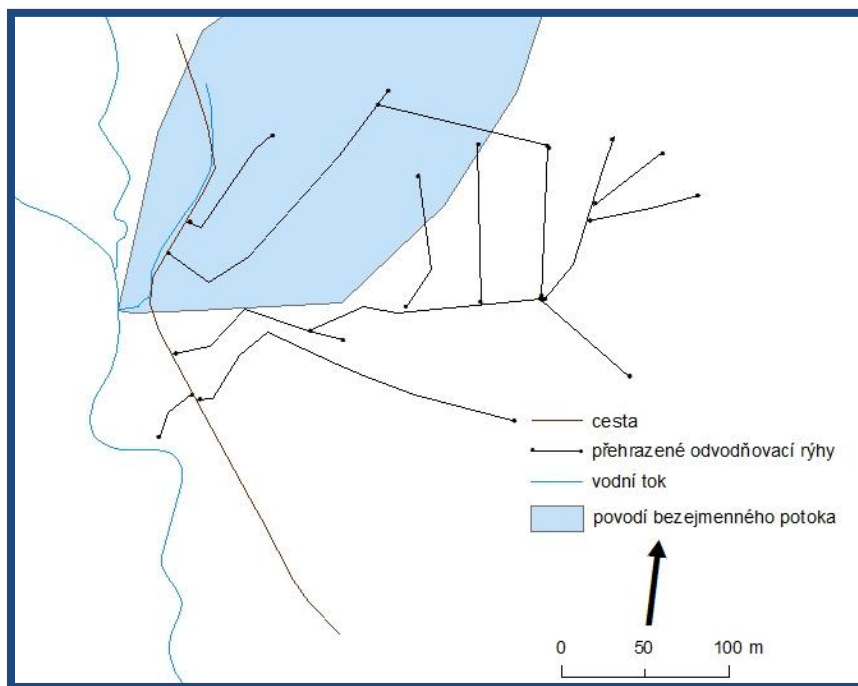 cesta
přehrazené odvodňovací rýhy
vodní tok
povodí bezejmenného potoka
0 50 100 m